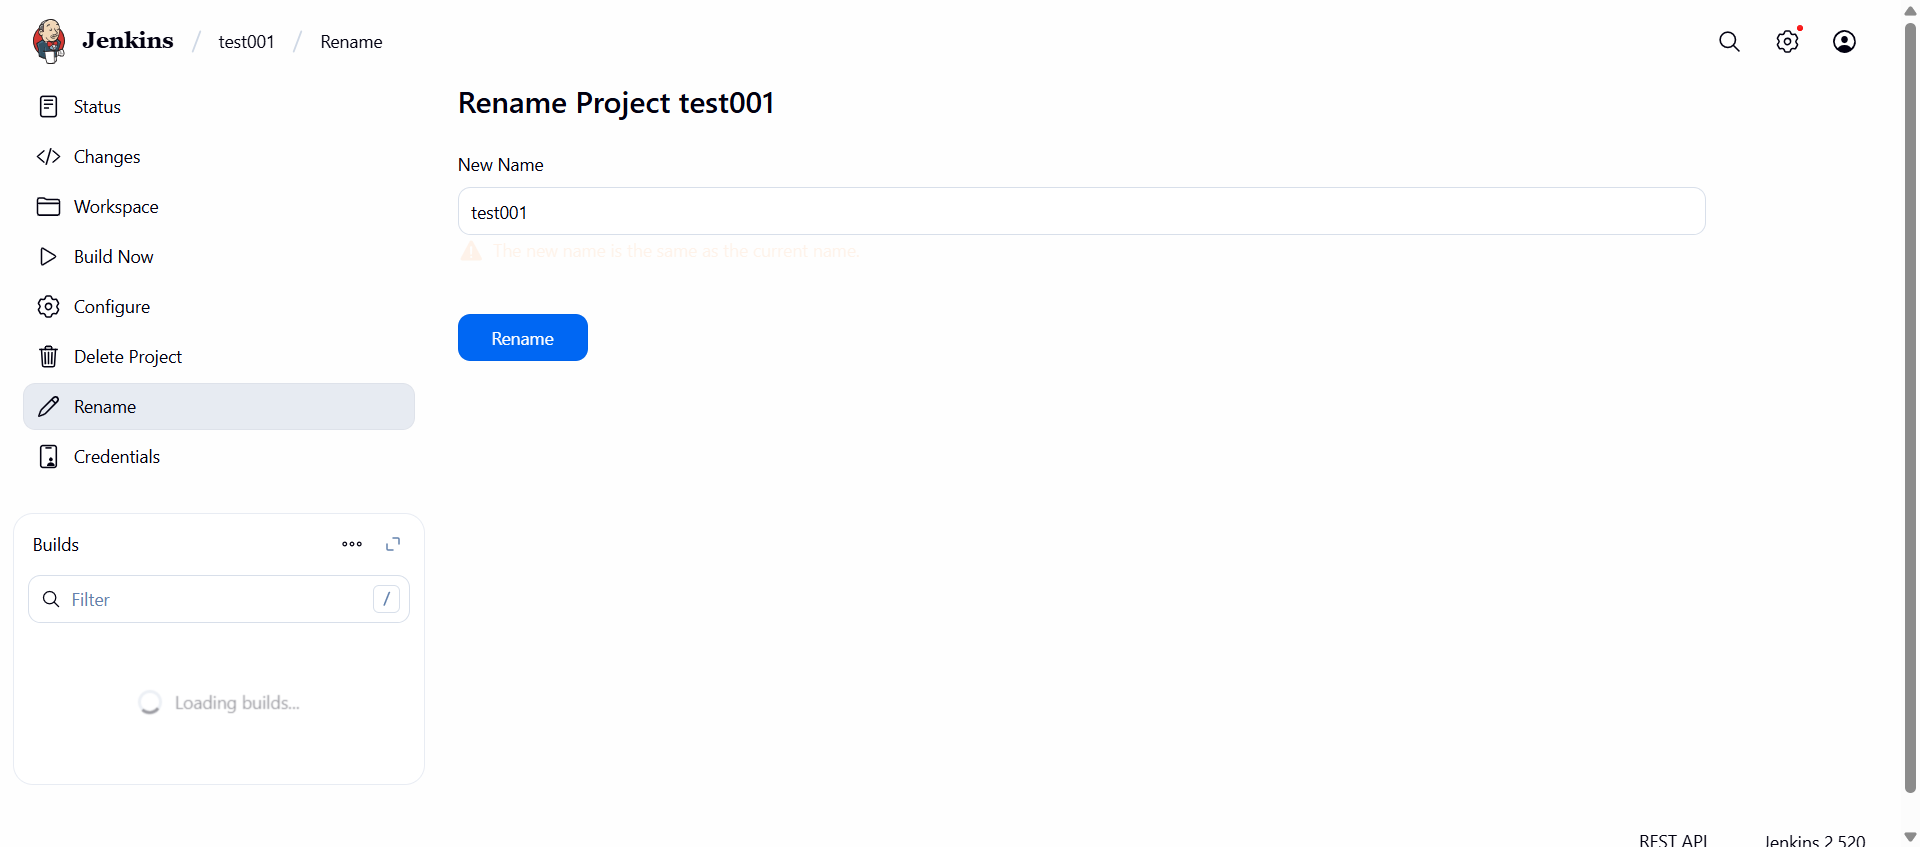 Jenkins / test001 / Rename
Status
Changes
Workspace
Build Now
Configure
Delete Project
Rename
Credentials
Builds
Filter /
Loading builds...
Rename Project test001
New Name
test001
The new name is the same as the current name.
Rename
REST API Jenkins 2.520